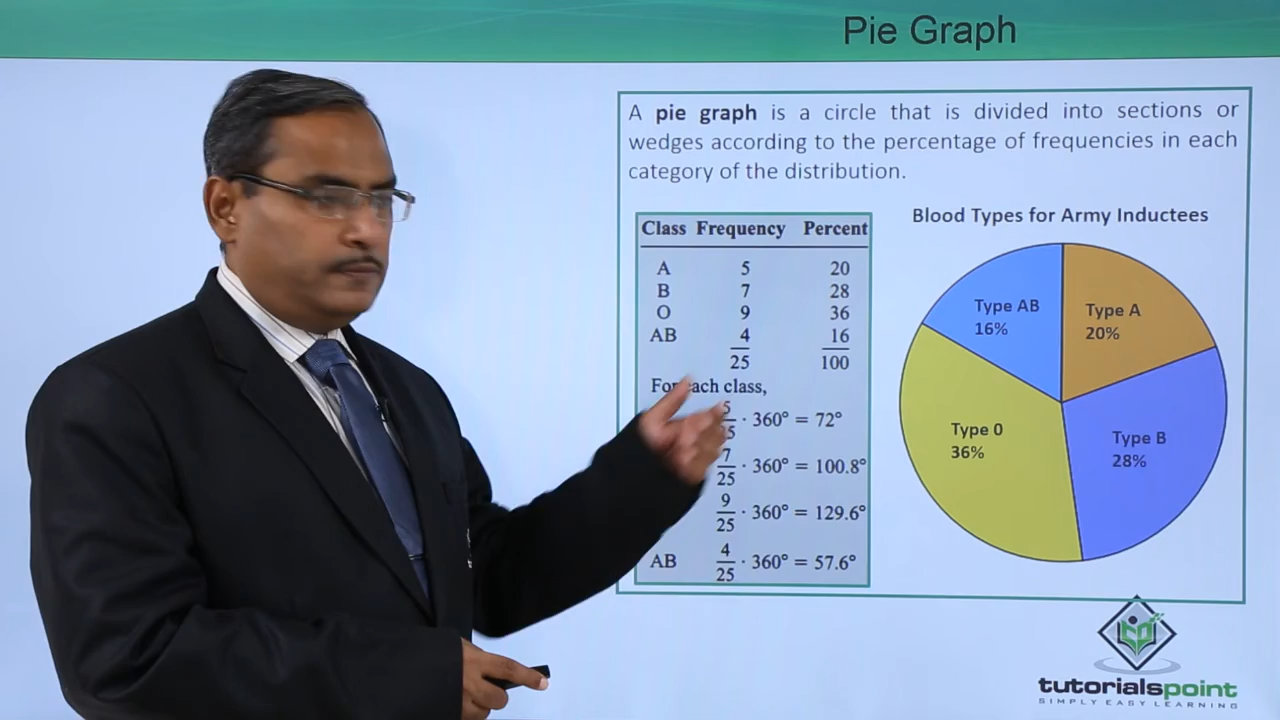 Pie Graph
A pie graph is a circle that is divided into sections or
wedges according to the percentage of frequencies in each
category of the distribution.
Class Frequency Percent
A 5 20
B 7 28
O 9 36
AB 4 16
25 100
For each class,
5/25 · 360° = 72°
7/25 · 360° = 100.8°
9/25 · 360° = 129.6°
AB 4/25 · 360° = 57.6°
Blood Types for Army Inductees
Type AB
16%
Type A
20%
Type O
36%
Type B
28%
tutorialspoint
SIMPLY EASY LEARNING